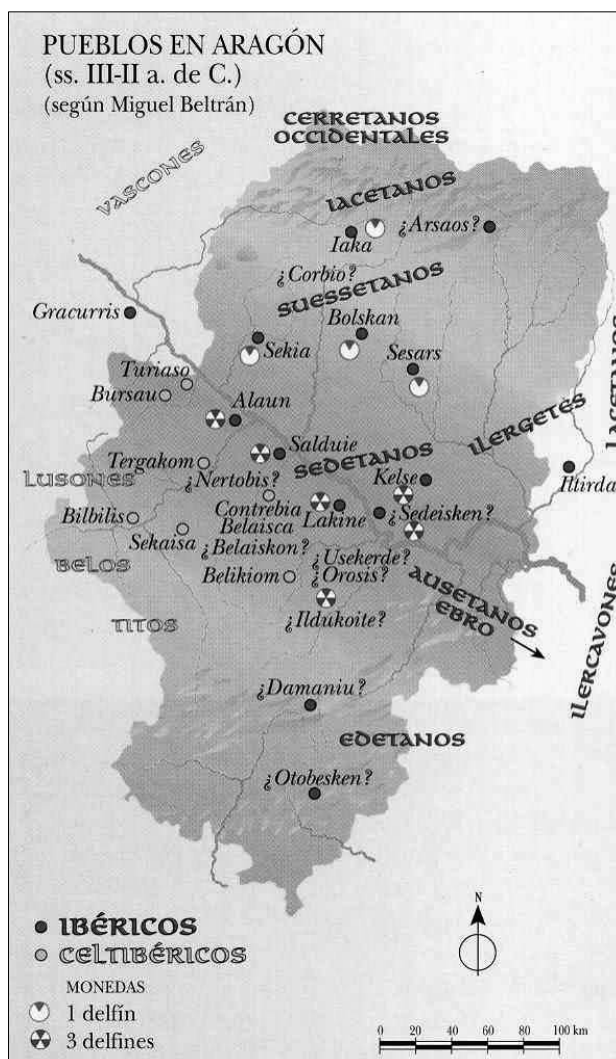 PUEBLOS EN ARAGÓN
(ss. III-II a. de C.)
(según Miguel Beltrán)
CERRETANOS
OCCIDENTALES
VASCONES
IACETANOS
Iaka
¿Arsaos?
¿Corbio?
SUESSETANOS
Gracurris
Bolskan
Sekia
Sesars
Turiaso
Bursau
Alaun
LACETANOS
ILERGETES
Salduie
SEDETANOS
Tergakom
LUSONES
¿Nertobis?
Kelse
Iltirda
Contrebia
Belaisca
Lakine
¿Sedeisken?
Bilbilis
Sekaisa
¿Belaiskon?
BELOS
¿Usekerde?
Belikiom
¿Orosis?
AUSETANOS
EBRO
TITOS
¿Ildukoite?
ILERCAVONES
¿Damaniu?
EDETANOS
¿Otobesken?
N
IBÉRICOS
CELTIBÉRICOS
MONEDAS
1 delfín
3 delfines
0 20 40 60 80 100 km